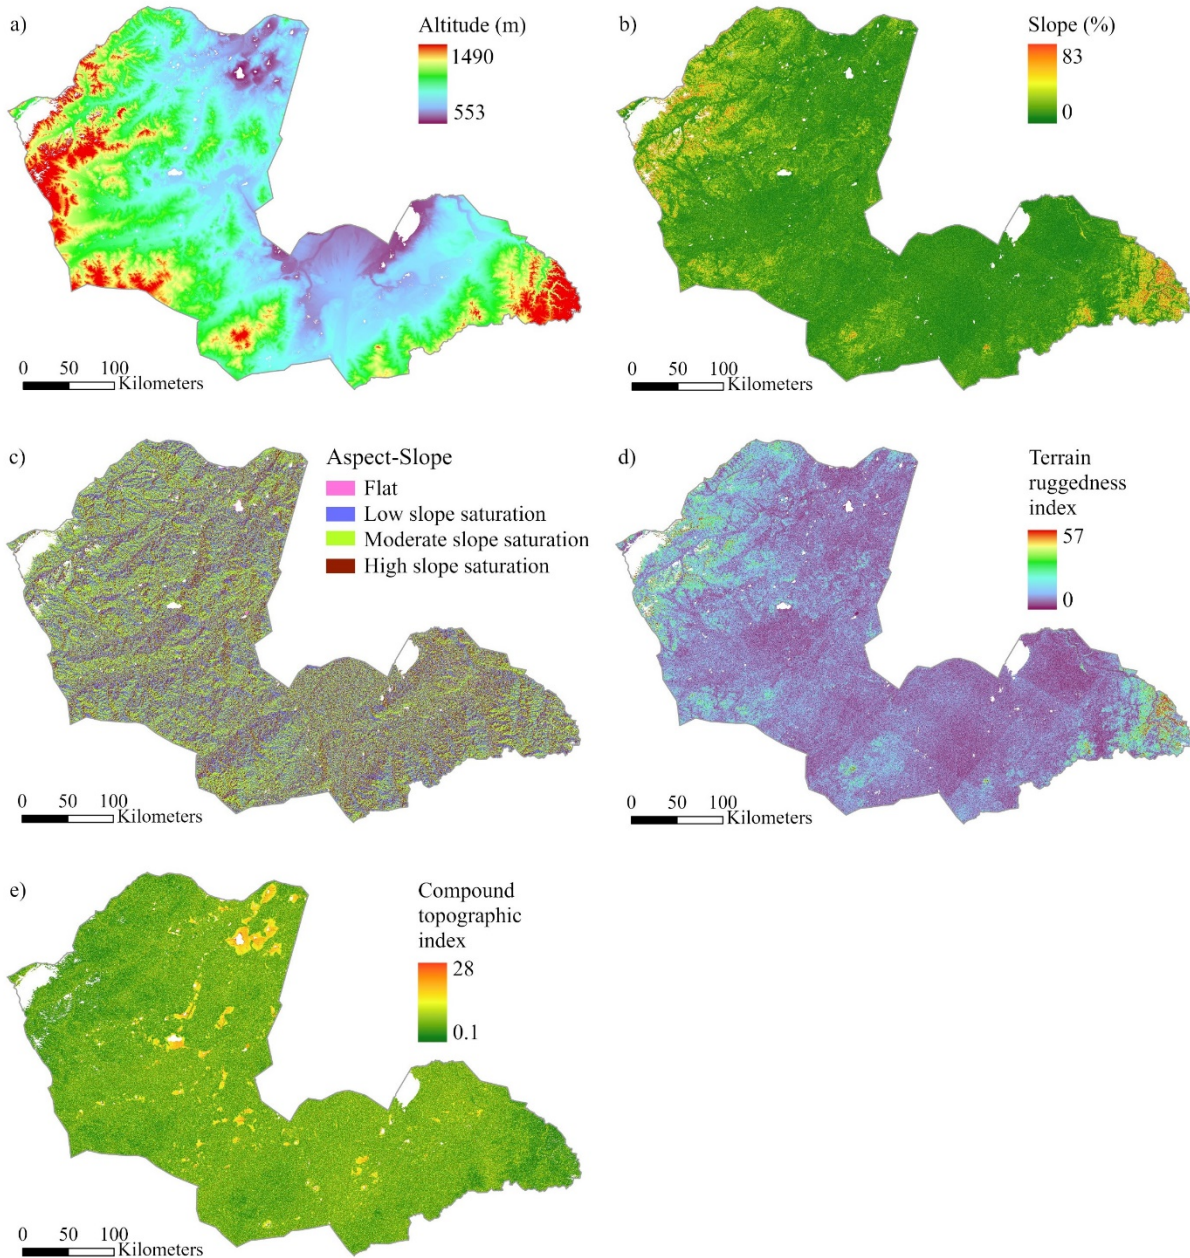 a)
Altitude (m)
1490
553
0 50 100
Kilometers
b)
Slope (%)
83
0
0 50 100
Kilometers
c)
Aspect-Slope
Flat
Low slope saturation
Moderate slope saturation
High slope saturation
0 50 100
Kilometers
d)
Terrain
ruggedness
index
57
0
0 50 100
Kilometers
e)
Compound
topographic
index
28
0.1
0 50 100
Kilometers